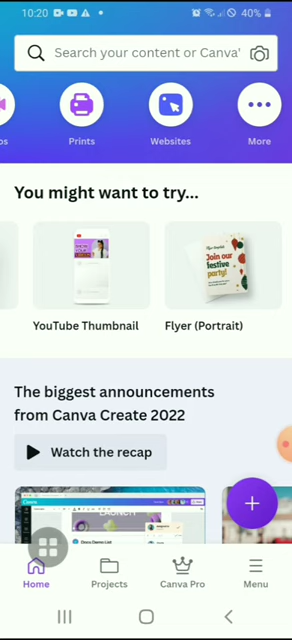 10:20
40%
Search your content or Canva'
os
Prints
Websites
More
You might want to try...
YouTube Thumbnail
Flyer (Portrait)
Join our
festive
party!
The biggest announcements
from Canva Create 2022
Watch the recap
LAUNCH
Home
Projects
Canva Pro
Menu